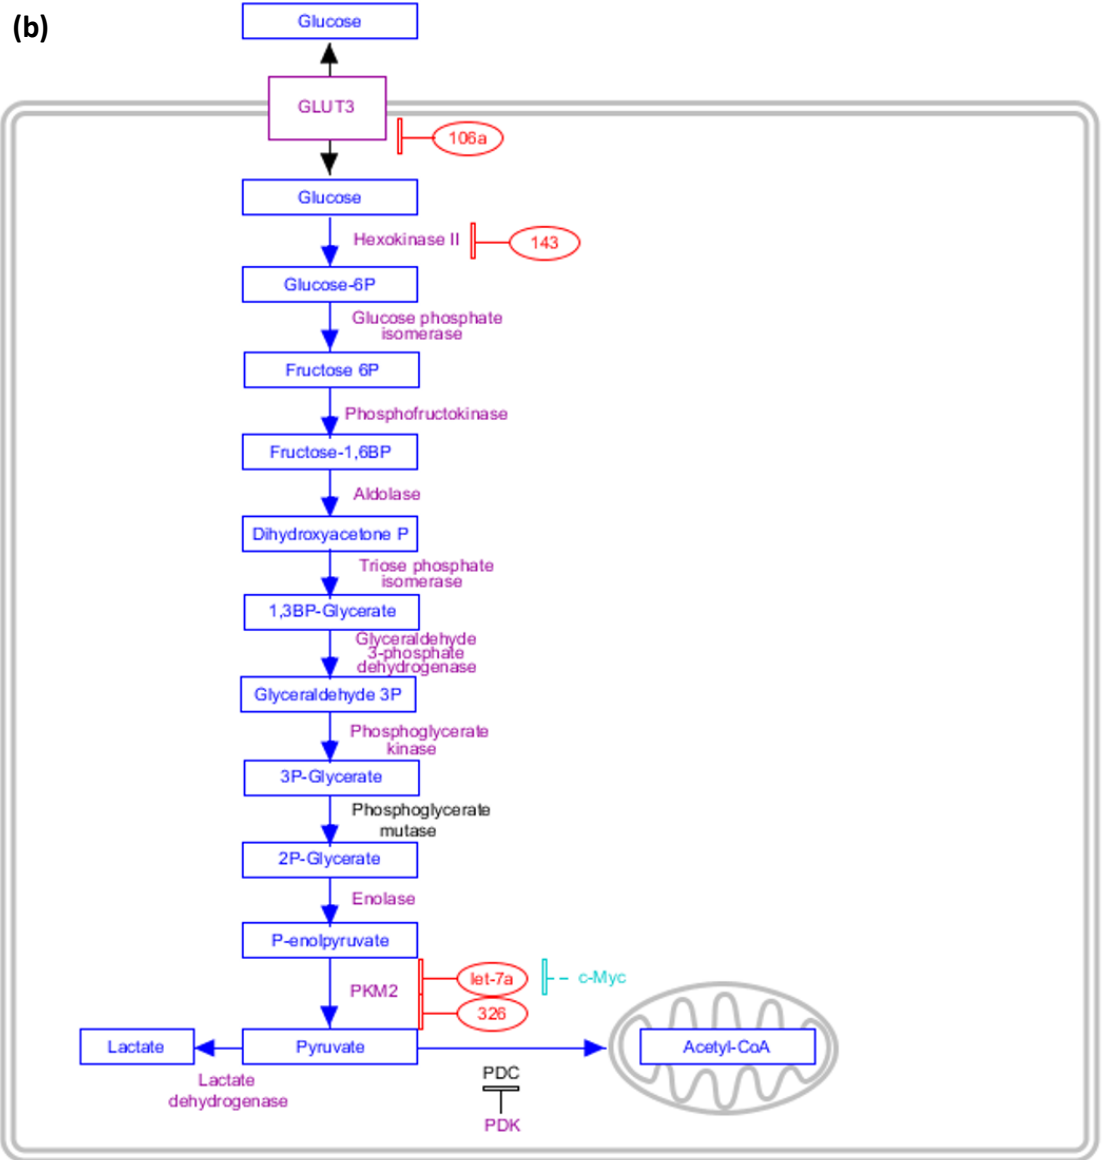 (b)
Glucose
GLUT3
106a
Glucose
Hexokinase II
143
Glucose-6P
Glucose phosphate
isomerase
Fructose 6P
Phosphofructokinase
Fructose-1,6BP
Aldolase
Dihydroxyacetone P
Triose phosphate
isomerase
1,3BP-Glycerate
Glyceraldehyde
3-phosphate
dehydrogenase
Glyceraldehyde 3P
Phosphoglycerate
kinase
3P-Glycerate
Phosphoglycerate
mutase
2P-Glycerate
Enolase
P-enolpyruvate
let-7a
c-Myc
PKM2
326
Lactate
Pyruvate
Acetyl-CoA
Lactate
dehydrogenase
PDC
PDK